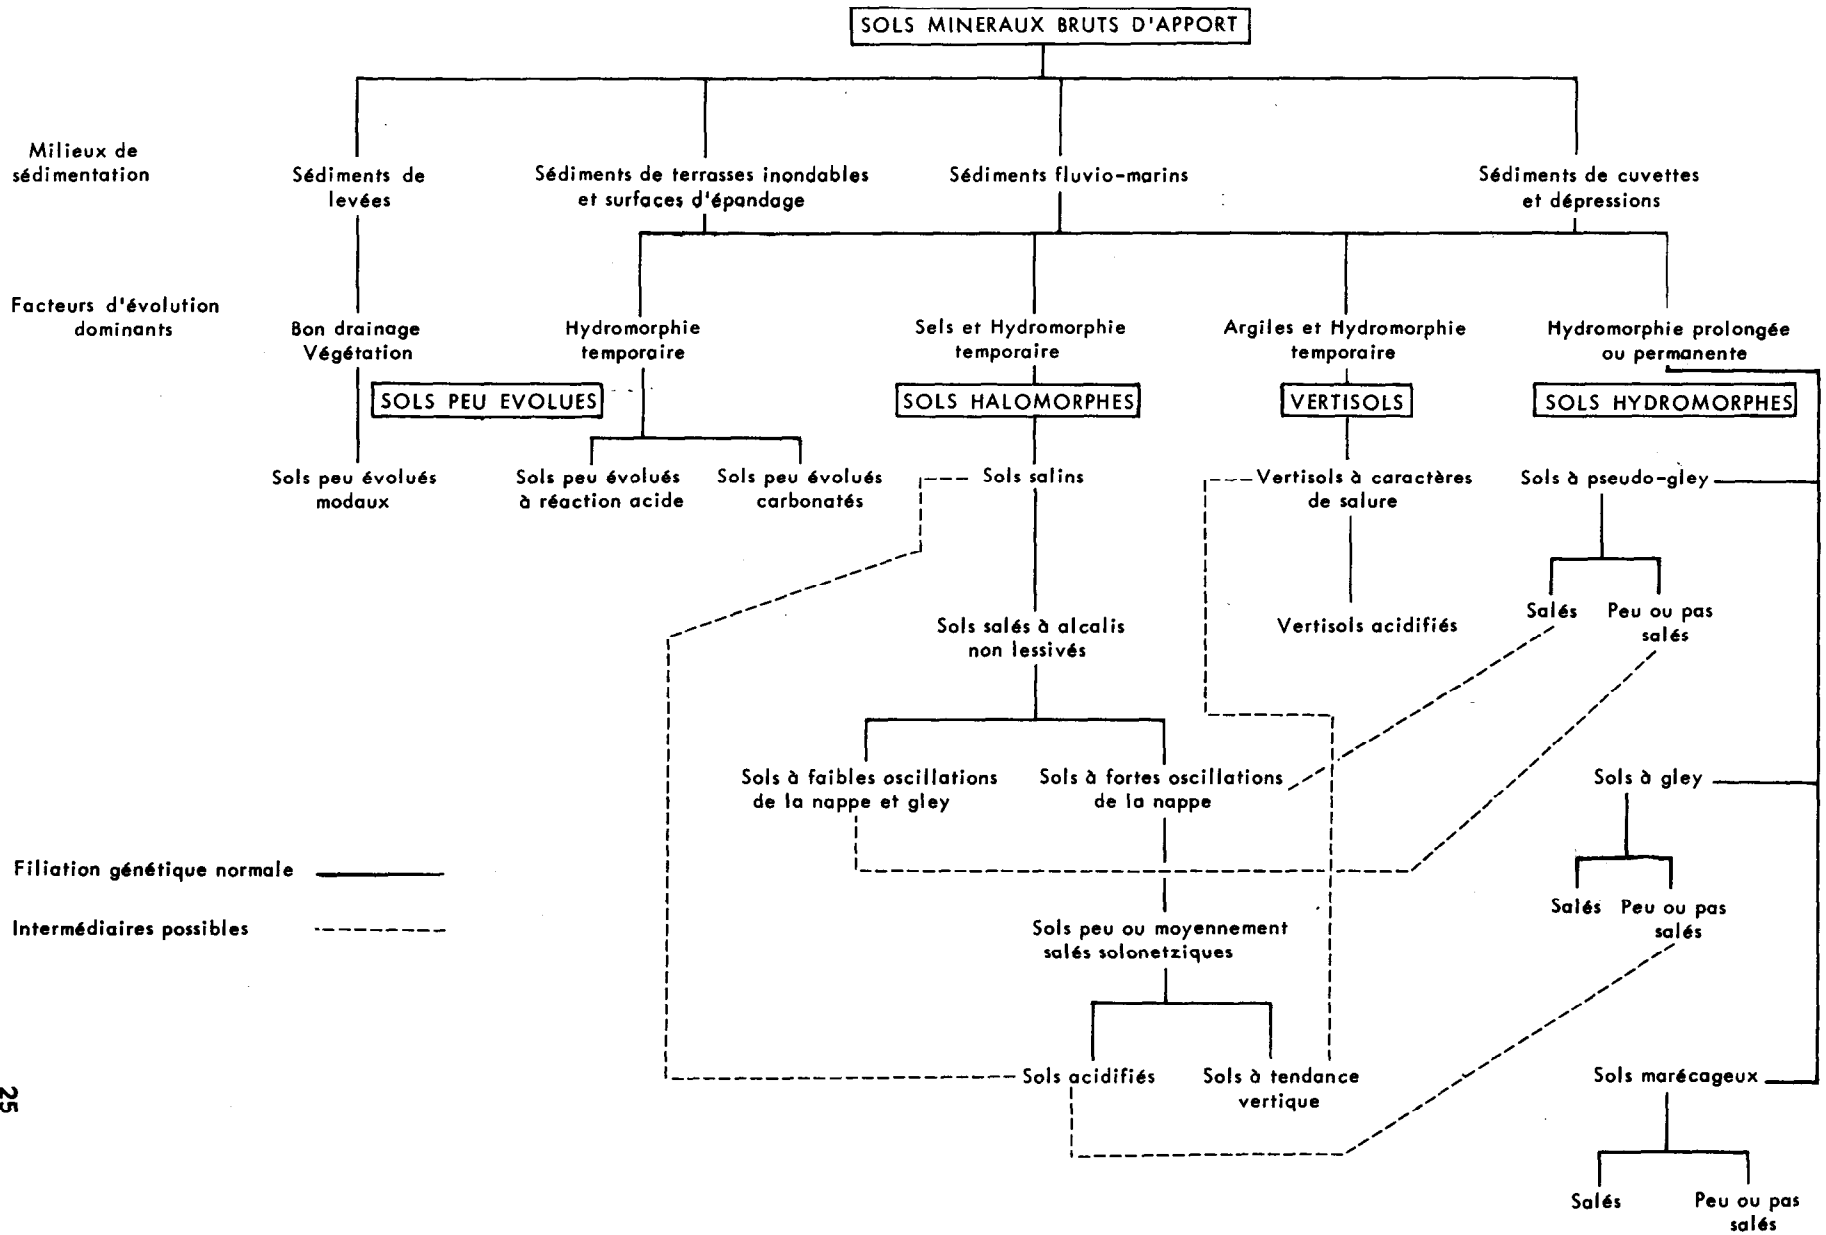 SOLS MINERAUX BRUTS D'APPORT
Milieux de
sédimentation
Sédiments de
levées
Sédiments de terrasses inondables
et surfaces d'épandage
Sédiments fluvio-marins
Sédiments de cuvettes
et dépressions
Facteurs d'évolution
dominants
Bon drainage
Végétation
Hydromorphie
temporaire
Sels et Hydromorphie
temporaire
Argiles et Hydromorphie
temporaire
Hydromorphie prolongée
ou permanente
SOLS PEU EVOLUES
SOLS HALOMORPHES
VERTISOLS
SOLS HYDROMORPHES
Sols peu évolués
modaux
Sols peu évolués
à réaction acide
Sols peu évolués
carbonatés
Sols salins
Vertisols à caractères
de salure
Sols à pseudo-gley
Salés
Peu ou pas
salés
Sols salés à alcalis
non lessivés
Vertisols acidifiés
Sols à faibles oscillations
de la nappe et gley
Sols à fortes oscillations
de la nappe
Sols à gley
Filiation génétique normale
Intermédiaires possibles
Salés
Peu ou pas
salés
Sols peu ou moyennement
salés solonetziques
Sols acidifiés
Sols à tendance
vertique
Sols marécageux
Salés
Peu ou pas
salés
25